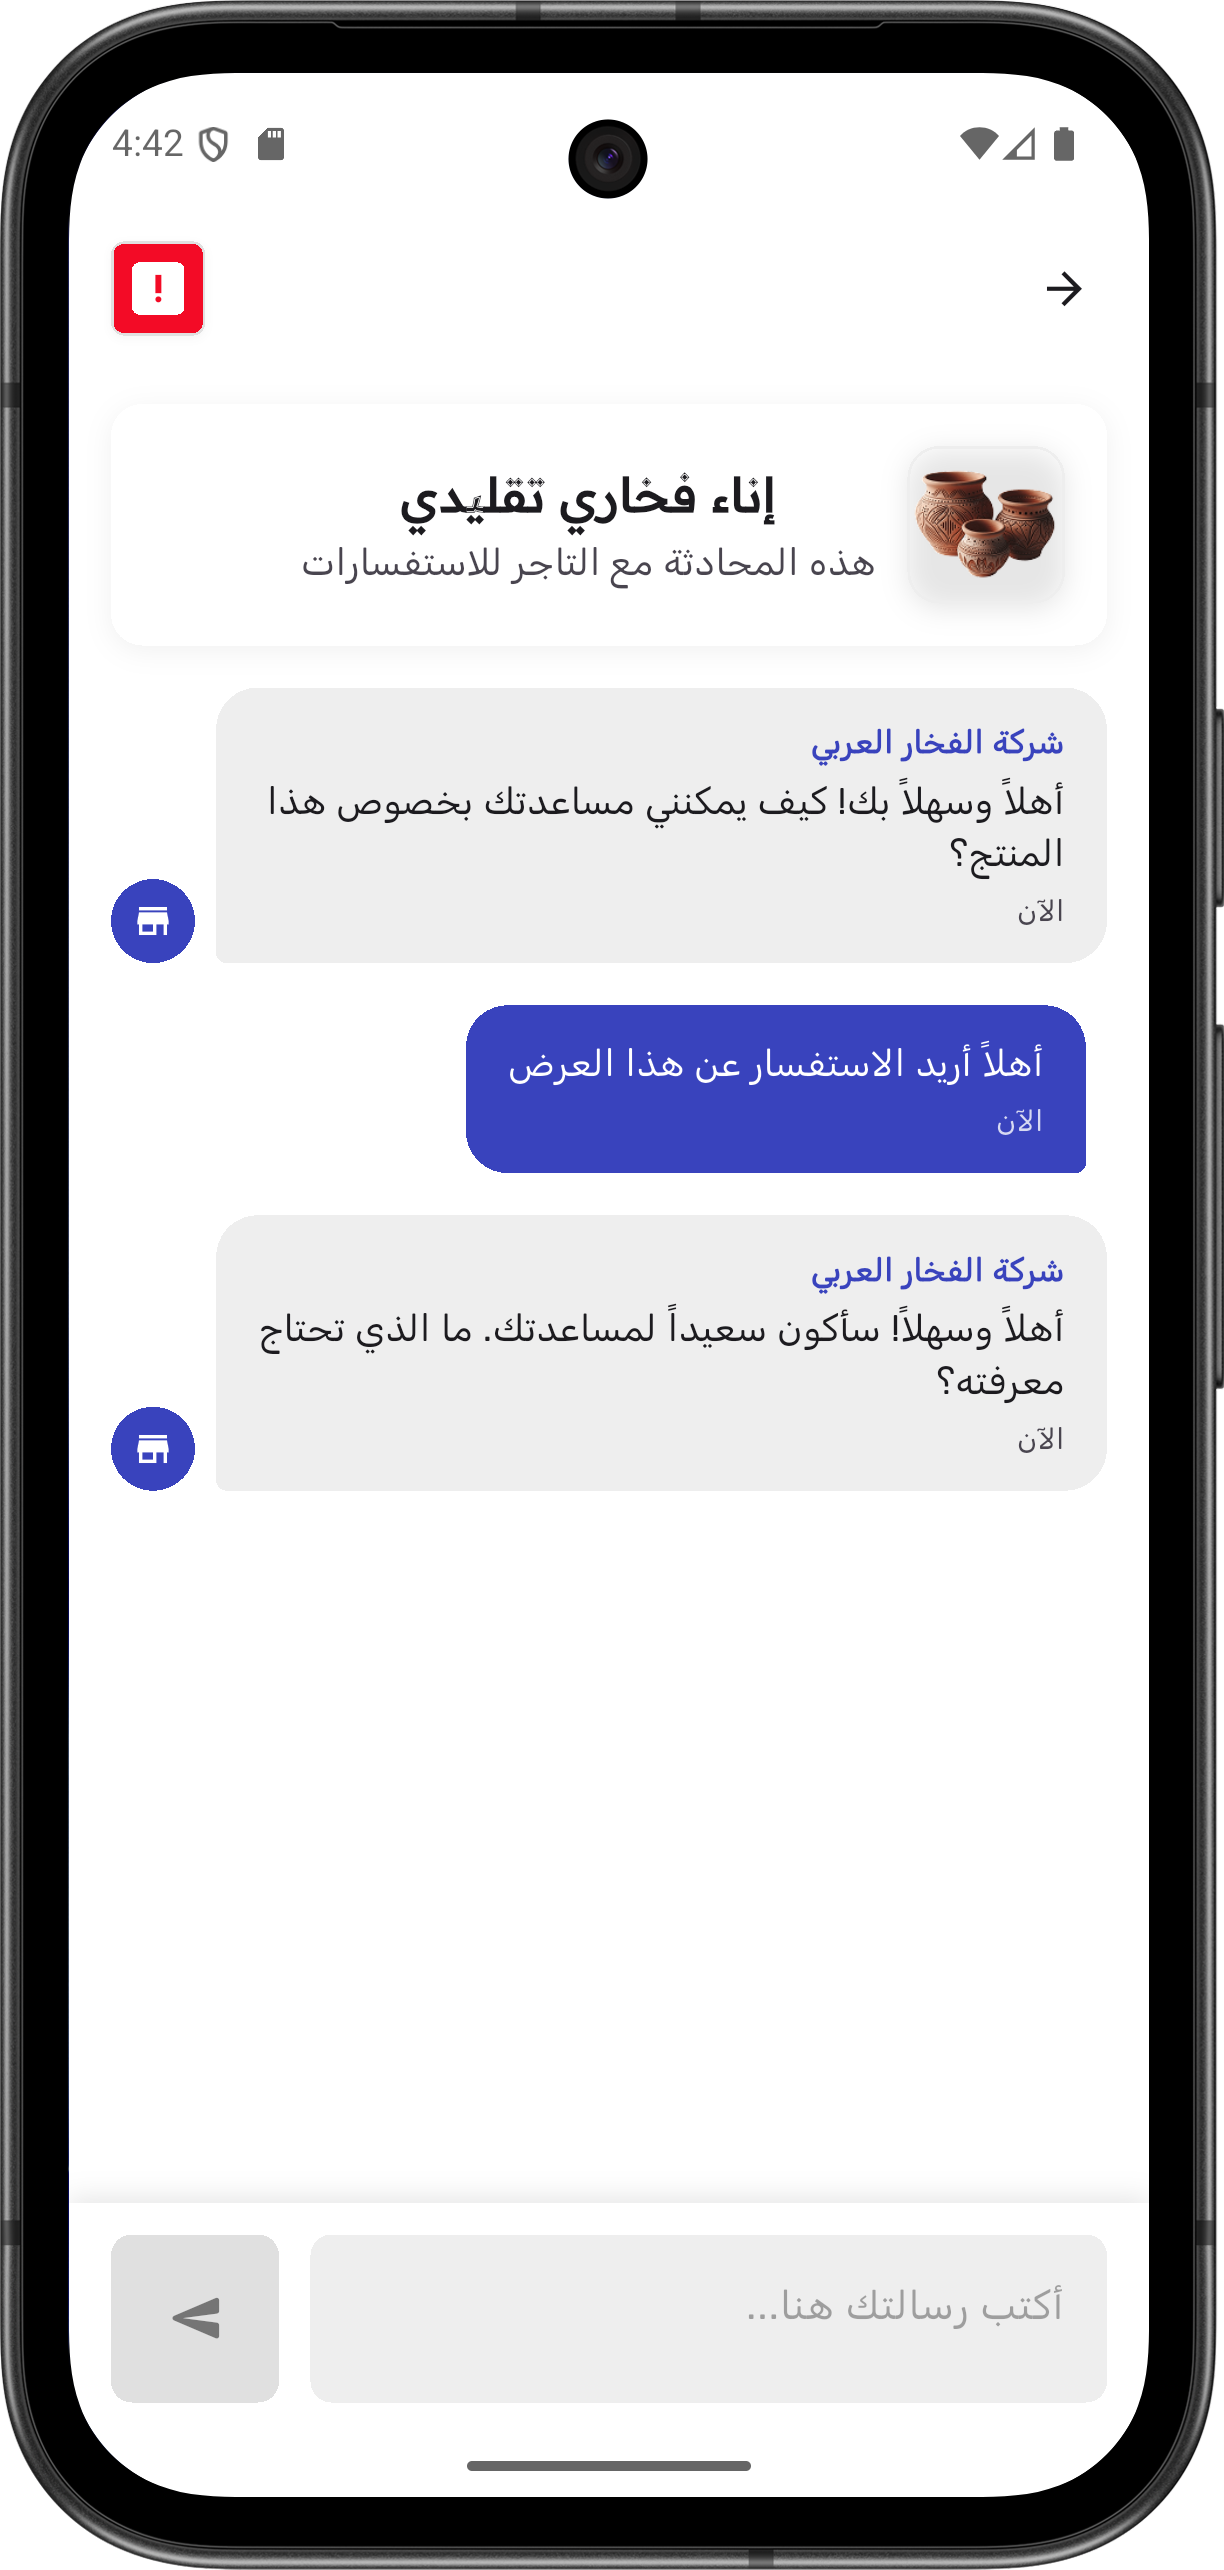 4:42
!
إناء فخاري تقليدي
هذه المحادثة مع التاجر للاستفسارات
شركة الفخار العربي
أهلاً وسهلاً بك! كيف يمكنني مساعدتك بخصوص هذا
المنتج؟
الآن
أهلاً أريد الاستفسار عن هذا العرض
الآن
شركة الفخار العربي
أهلاً وسهلاً! سأكون سعيداً لمساعدتك. ما الذي تحتاج
معرفته؟
الآن
أكتب رسالتك هنا...